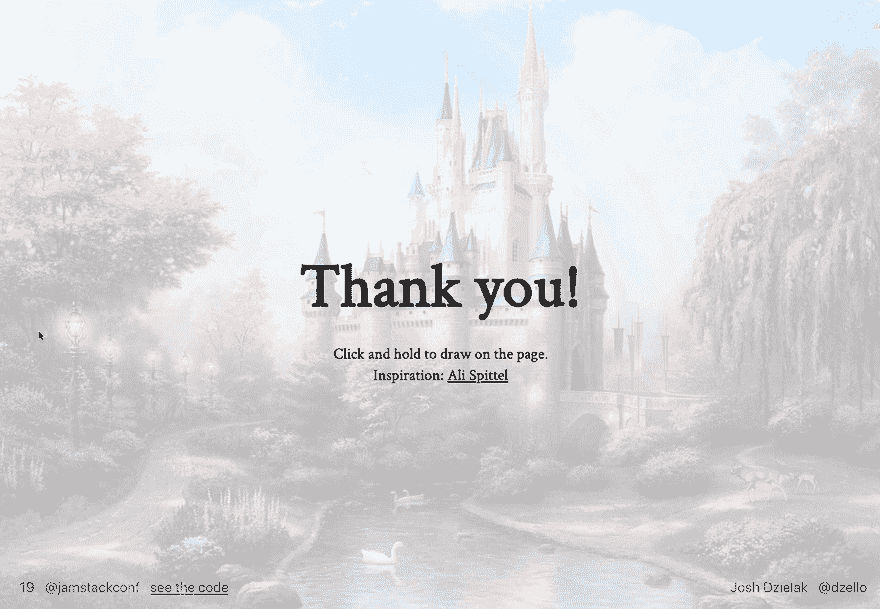 Thank you!
Click and hold to draw on the page.
Inspiration: Ali Spittel
19 @jamstackconf see the code
Josh Dzielak @dzello